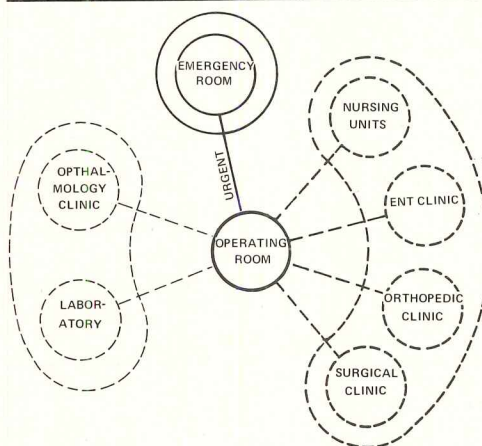 EMERGENCY
ROOM
NURSING
UNITS
URGENT
OPTHAL-
MOLOGY
CLINIC
ENT CLINIC
OPERATING
ROOM
LABOR-
ATORY
ORTHOPEDIC
CLINIC
SURGICAL
CLINIC